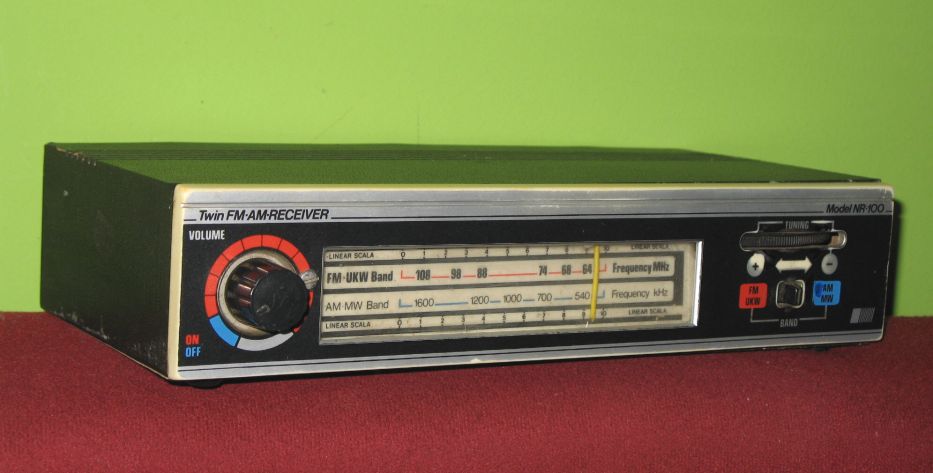 Twin FM·AM·RECEIVER
Model NR·100
VOLUME
ON
OFF
LINEAR SCALA 0 1 2 3 4 5 6 7 8 10 LINEAR SCALA
FM·UKW Band 108 98 88 74 68 64 Frequency MHz
AM·MW Band 1600 1200 1000 700 540 Frequency kHz
LINEAR SCALA 0 1 2 3 4 5 6 7 8 9 10 LINEAR SCALA
TUNING
+ −
FM UKW
AM MW
BAND